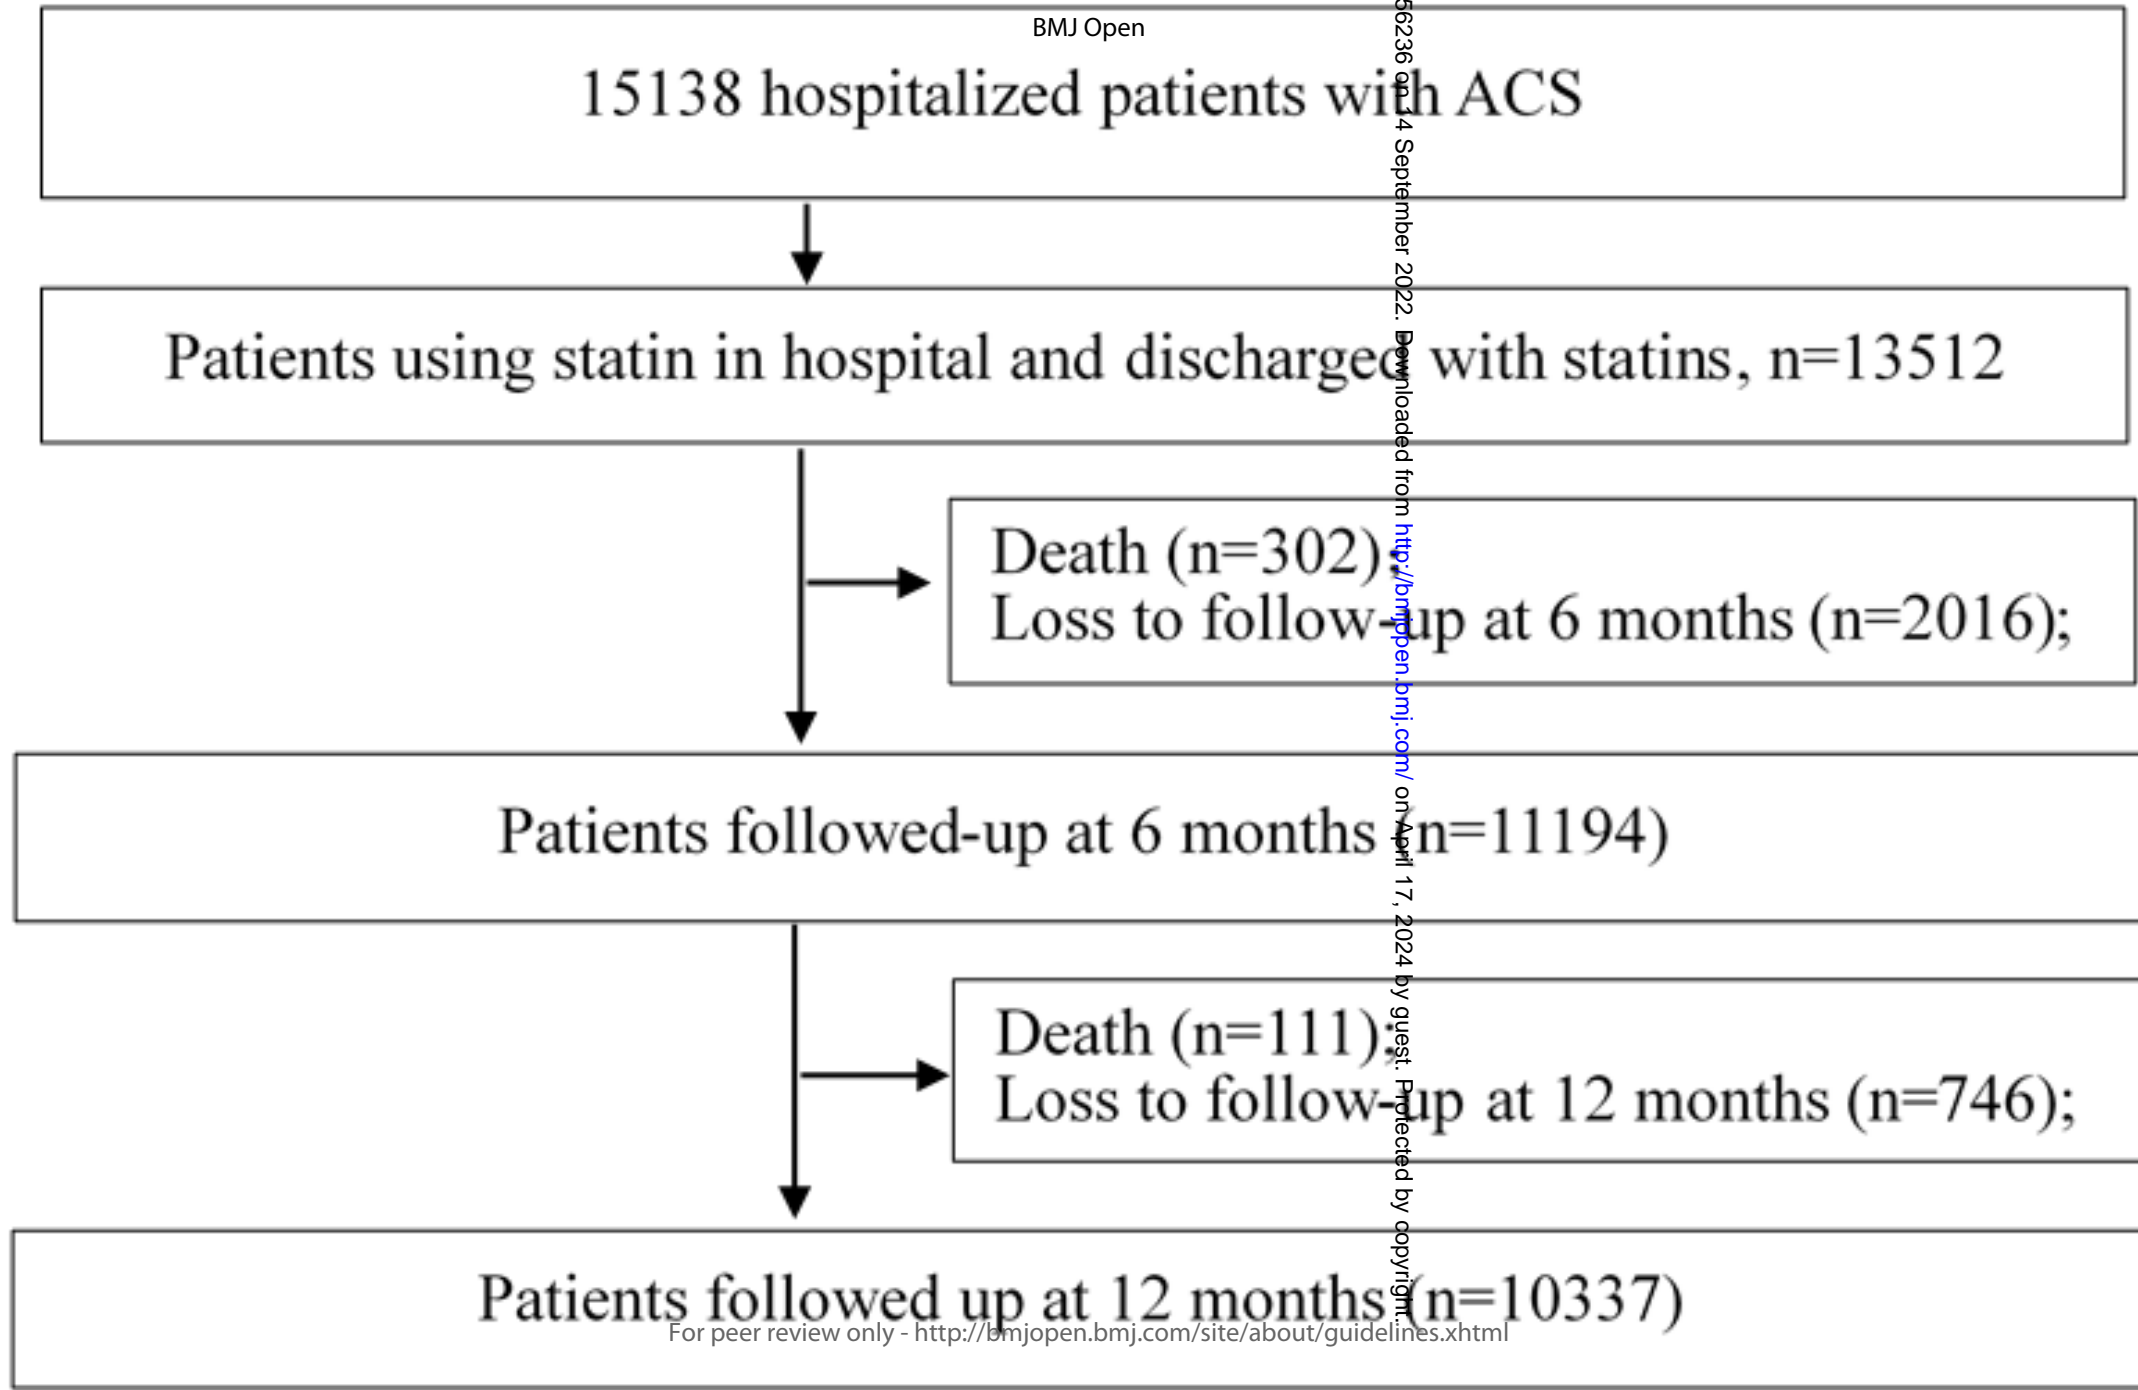 BMJ Open
15138 hospitalized patients with ACS
Patients using statin in hospital and discharged with statins, n=13512
Death (n=302);
Loss to follow-up at 6 months (n=2016);
Patients followed-up at 6 months (n=11194)
Death (n=111);
Loss to follow-up at 12 months (n=746);
Patients followed up at 12 months (n=10337)
For peer review only - http://bmjopen.bmj.com/site/about/guidelines.xhtml
56236 on 14 September 2022. Downloaded from http://bmjopen.bmj.com/ on April 17, 2024 by guest. Protected by copyright.